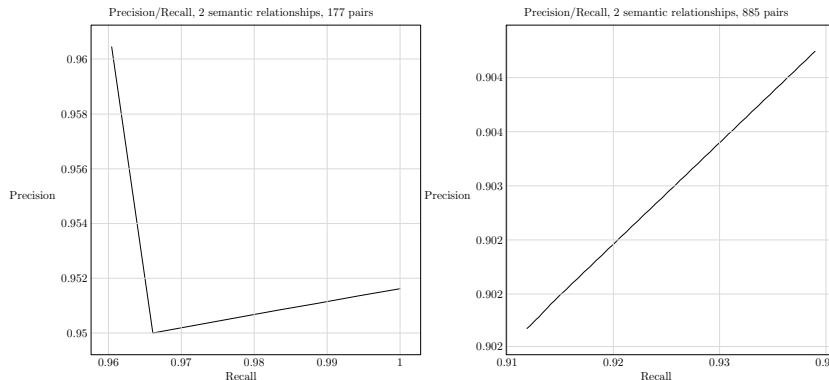 Precision/Recall, 2 semantic relationships, 177 pairs
0.96
0.958
0.956
Precision
0.954
0.952
0.95
0.96 0.97 0.98 0.99 1
Recall
Precision/Recall, 2 semantic relationships, 885 pairs
0.904
0.904
0.903
Precision
0.902
0.902
0.902
0.91 0.92 0.93
Recall